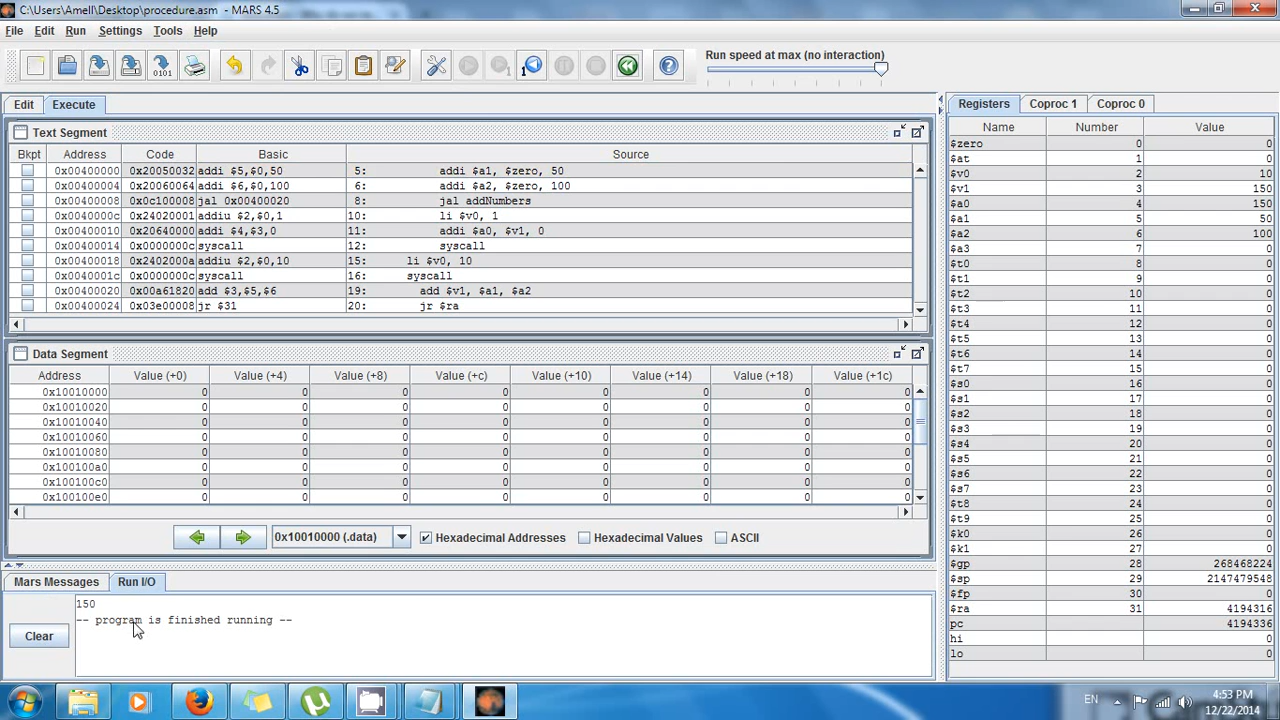 C:\Users\Amell\Desktop\procedure.asm - MARS 4.5
File Edit Run Settings Tools Help
Run speed at max (no interaction)
Edit Execute
Text Segment
Bkpt Address Code Basic Source
0x00400000 0x20050032 addi $5,$0,50 5: addi $a1, $zero, 50
0x00400004 0x20060064 addi $6,$0,100 6: addi $a2, $zero, 100
0x00400008 0x0c100008 jal 0x00400020 8: jal addNumbers
0x0040000c 0x24020001 addiu $2,$0,1 10: li $v0, 1
0x00400010 0x20640000 addi $4,$3,0 11: addi $a0, $v1, 0
0x00400014 0x0000000c syscall 12: syscall
0x00400018 0x2402000a addiu $2,$0,10 15: li $v0, 10
0x0040001c 0x0000000c syscall 16: syscall
0x00400020 0x00a61820 add $3,$5,$6 19: add $v1, $a1, $a2
0x00400024 0x03e00008 jr $31 20: jr $ra
Data Segment
Address Value (+0) Value (+4) Value (+8) Value (+c) Value (+10) Value (+14) Value (+18) Value (+1c)
0x10010000 0 0 0 0 0 0 0 0
0x10010020 0 0 0 0 0 0 0 0
0x10010040 0 0 0 0 0 0 0 0
0x10010060 0 0 0 0 0 0 0 0
0x10010080 0 0 0 0 0 0 0 0
0x100100a0 0 0 0 0 0 0 0 0
0x100100c0 0 0 0 0 0 0 0 0
0x100100e0 0 0 0 0 0 0 0 0
0x10010000 (.data) Hexadecimal Addresses Hexadecimal Values ASCII
Mars Messages Run I/O
150
-- program is finished running --
Clear
Registers Coproc 1 Coproc 0
Name Number Value
$zero 0 0
$at 1 0
$v0 2 10
$v1 3 150
$a0 4 150
$a1 5 50
$a2 6 100
$a3 7 0
$t0 8 0
$t1 9 0
$t2 10 0
$t3 11 0
$t4 12 0
$t5 13 0
$t6 14 0
$t7 15 0
$s0 16 0
$s1 17 0
$s2 18 0
$s3 19 0
$s4 20 0
$s5 21 0
$s6 22 0
$s7 23 0
$t8 24 0
$t9 25 0
$k0 26 0
$k1 27 0
$gp 28 268468224
$sp 29 2147479548
$fp 30 0
$ra 31 4194316
pc 4194336
hi 0
lo 0
EN
4:53 PM
12/22/2014